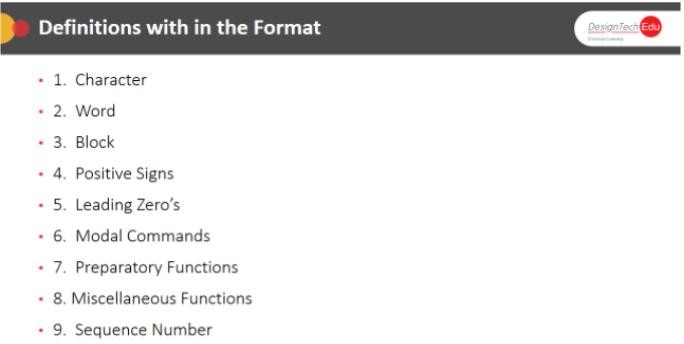 Definitions with in the Format
DesignTech Edu
• 1. Character
• 2. Word
• 3. Block
• 4. Positive Signs
• 5. Leading Zero's
• 6. Modal Commands
• 7. Preparatory Functions
• 8. Miscellaneous Functions
• 9. Sequence Number